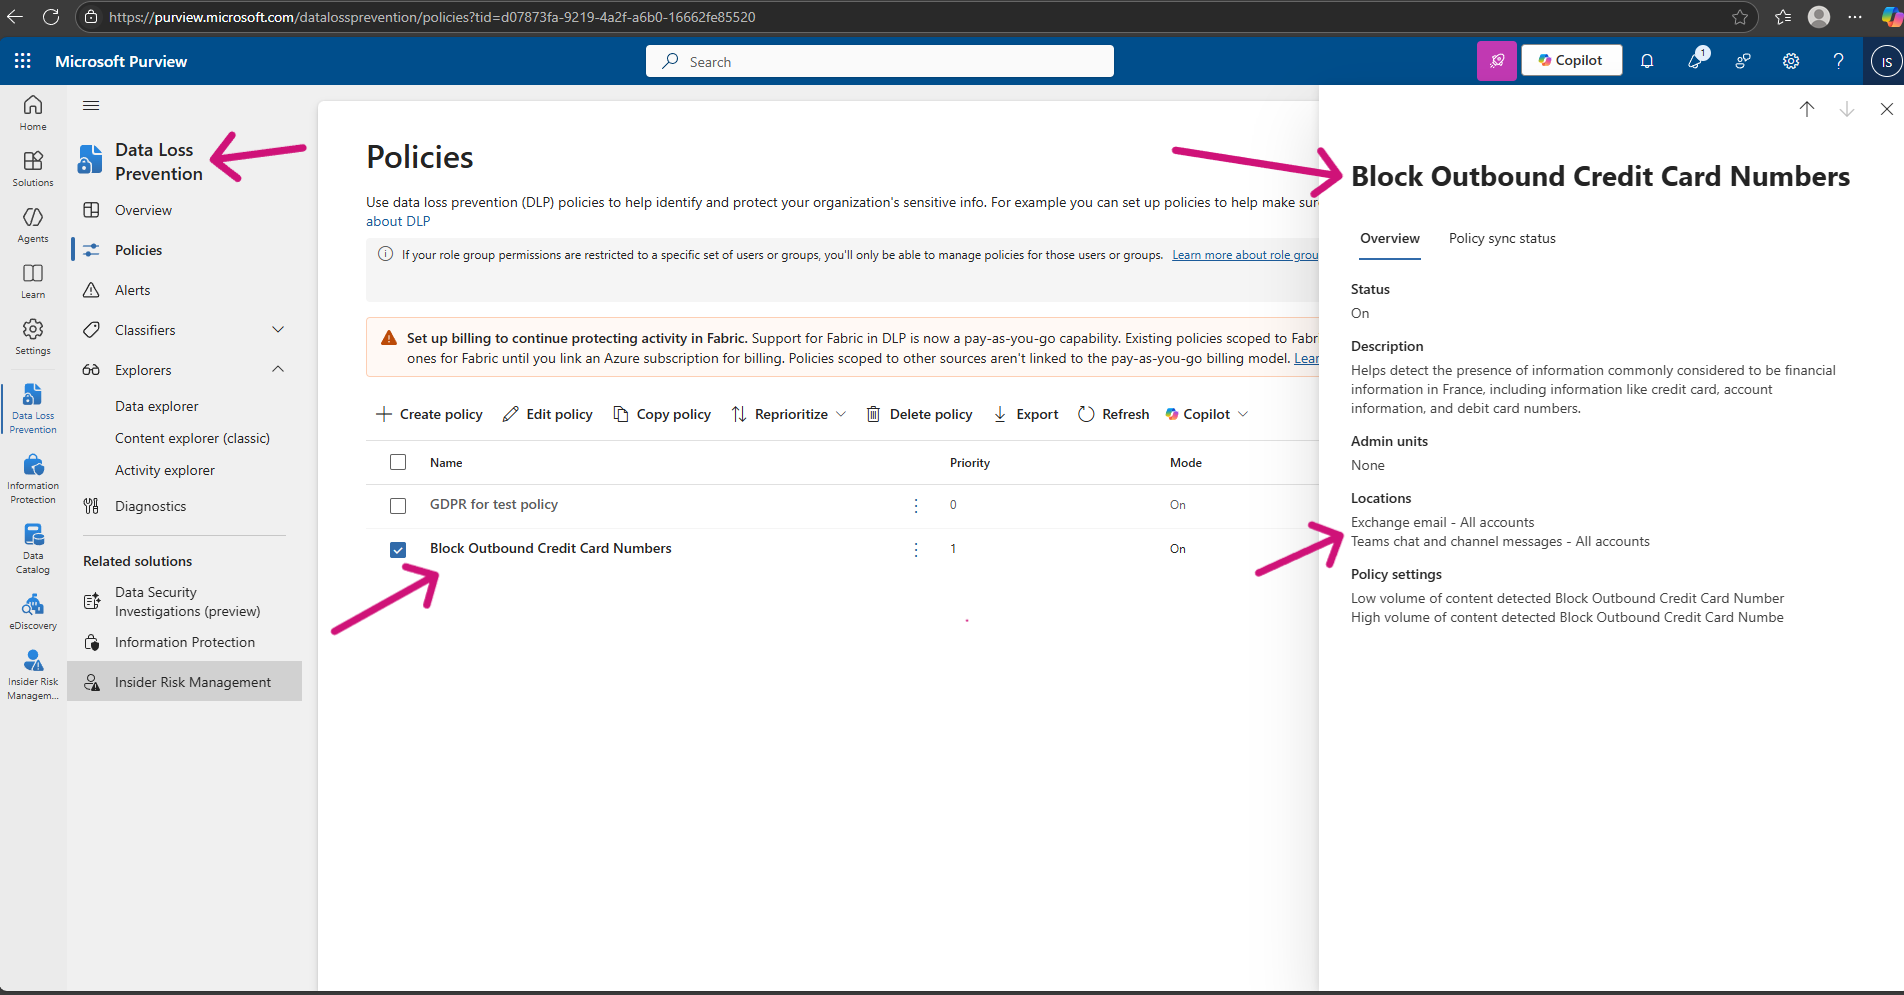 https://purview.microsoft.com/datalossprevention/policies?tid=d07873fa-9219-4a2f-a6b0-16662fe85520
Microsoft Purview
Search
Copilot
1
IS
Home
Solutions
Agents
Learn
Settings
Data Loss
Prevention
Information
Protection
Data
Catalog
eDiscovery
Insider Risk
Managem...
Data Loss
Prevention
Overview
Policies
Alerts
Classifiers
Explorers
Data explorer
Content explorer (classic)
Activity explorer
Diagnostics
Related solutions
Data Security
Investigations (preview)
Information Protection
Insider Risk Management
Policies
Use data loss prevention (DLP) policies to help identify and protect your organization's sensitive info. For example you can set up policies to help make sur
about DLP
If your role group permissions are restricted to a specific set of users or groups, you'll only be able to manage policies for those users or groups. Learn more about role grou
Set up billing to continue protecting activity in Fabric. Support for Fabric in DLP is now a pay-as-you-go capability. Existing policies scoped to Fabr
ones for Fabric until you link an Azure subscription for billing. Policies scoped to other sources aren't linked to the pay-as-you-go billing model. Lear
Create policy Edit policy Copy policy Reprioritize Delete policy Export Refresh Copilot
Name Priority Mode
GDPR for test policy 0 On
Block Outbound Credit Card Numbers 1 On
Block Outbound Credit Card Numbers
Overview Policy sync status
Status
On
Description
Helps detect the presence of information commonly considered to be financial
information in France, including information like credit card, account
information, and debit card numbers.
Admin units
None
Locations
Exchange email - All accounts
Teams chat and channel messages - All accounts
Policy settings
Low volume of content detected Block Outbound Credit Card Number
High volume of content detected Block Outbound Credit Card Numbe